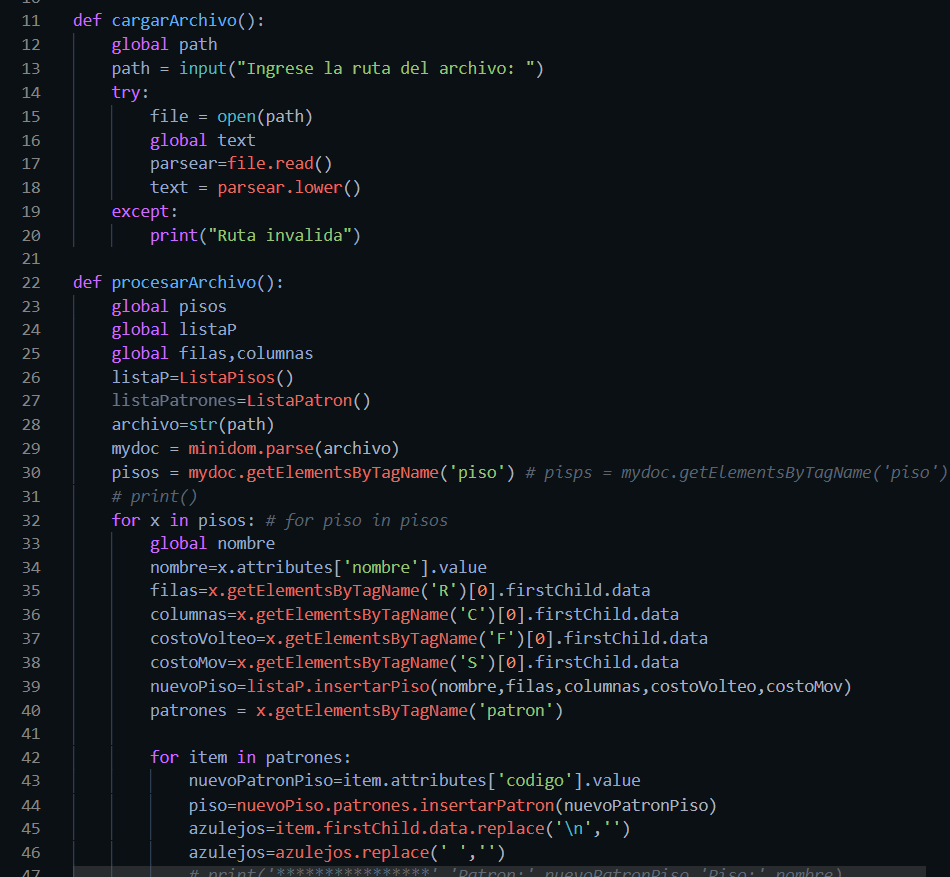 11 def cargarArchivo():
12 global path
13 path = input("Ingrese la ruta del archivo: ")
14 try:
15 file = open(path)
16 global text
17 parsear=file.read()
18 text = parsear.lower()
19 except:
20 print("Ruta invalida")
21
22 def procesarArchivo():
23 global pisos
24 global listaP
25 global filas,columnas
26 listaP=ListaPisos()
27 listaPatrones=ListaPatron()
28 archivo=str(path)
29 mydoc = minidom.parse(archivo)
30 pisos = mydoc.getElementsByTagName('piso') # pisps = mydoc.getElementsByTagName('piso')
31 # print()
32 for x in pisos: # for piso in pisos
33 global nombre
34 nombre=x.attributes['nombre'].value
35 filas=x.getElementsByTagName('R')[0].firstChild.data
36 columnas=x.getElementsByTagName('C')[0].firstChild.data
37 costoVolteo=x.getElementsByTagName('F')[0].firstChild.data
38 costoMov=x.getElementsByTagName('S')[0].firstChild.data
39 nuevoPiso=listaP.insertarPiso(nombre,filas,columnas,costoVolteo,costoMov)
40 patrones = x.getElementsByTagName('patron')
41
42 for item in patrones:
43 nuevoPatronPiso=item.attributes['codigo'].value
44 piso=nuevoPiso.patrones.insertarPatron(nuevoPatronPiso)
45 azulejos=item.firstChild.data.replace('\n','')
46 azulejos=azulejos.replace(' ','')
47 # print('****************' 'Patron:' nuevoPatronPiso 'Piso:' nombre)